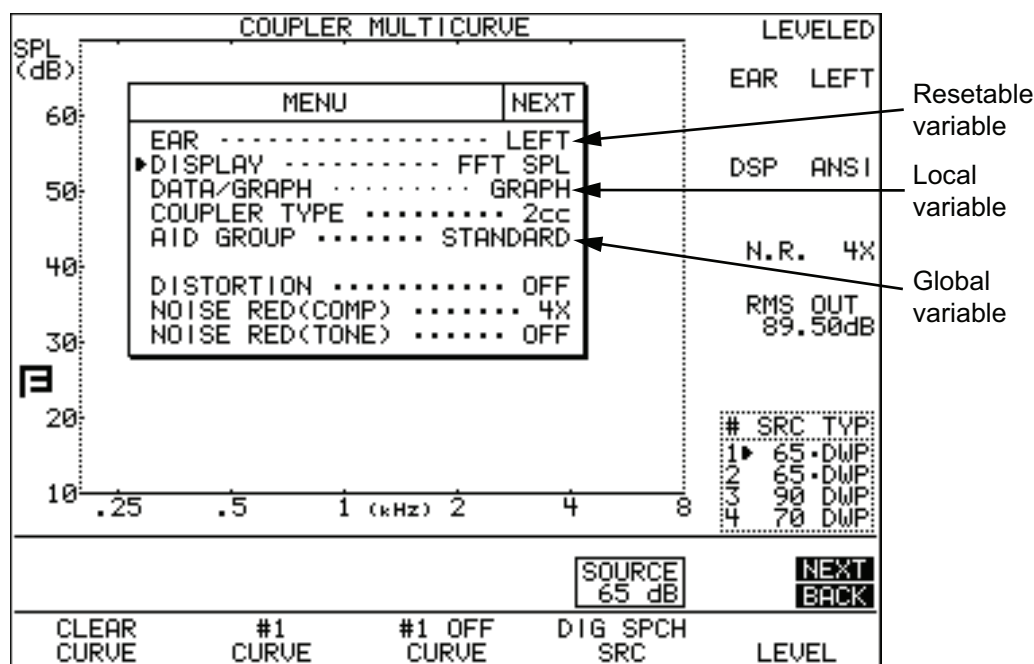 COUPLER MULTICURVE
LEVELED
SPL
(dB)
60
50
40
30
20
10
.25 .5 1 (kHz) 2 4 8
MENU NEXT
EAR ················ LEFT
▶DISPLAY ·········· FFT SPL
DATA/GRAPH ········· GRAPH
COUPLER TYPE ········· 2cc
AID GROUP ······· STANDARD
DISTORTION ··········· OFF
NOISE RED(COMP) ······· 4X
NOISE RED(TONE) ······ OFF
EAR LEFT
DSP ANSI
N.R. 4X
RMS OUT
89.50dB
# SRC TYP
1▶ 65·DWP
2 65·DWP
3 90 DWP
4 70 DWP
Resetable
variable
Local
variable
Global
variable
SOURCE
65 dB
NEXT
BACK
CLEAR
CURVE
#1
CURVE
#1 OFF
CURVE
DIG SPCH
SRC
LEVEL